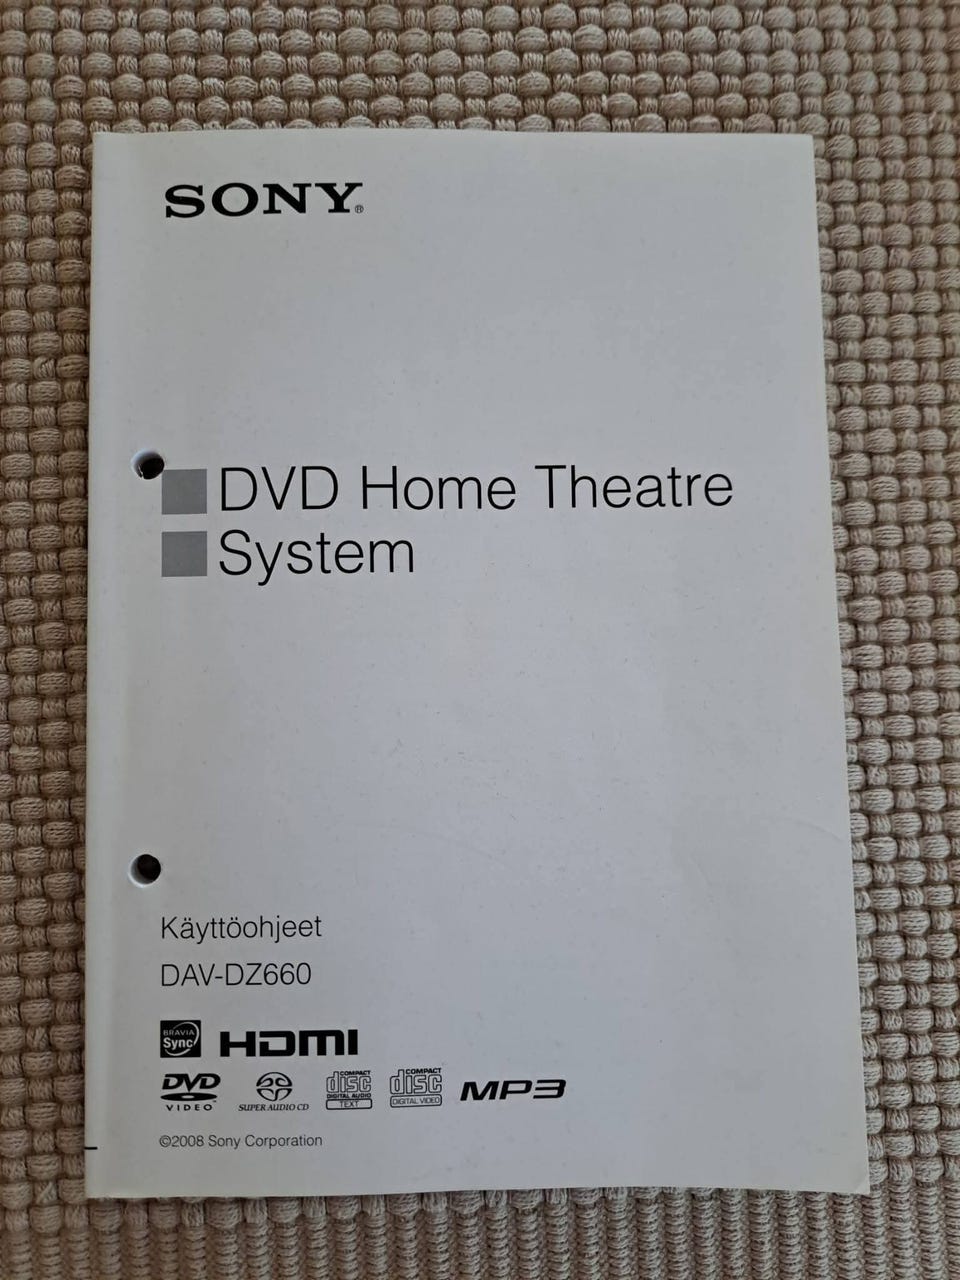 SONY®
DVD Home Theatre
System
Käyttöohjeet
DAV-DZ660
BRAVIA
Sync
HDMI
DVD
VIDEO™
SUPER AUDIO CD
COMPACT
disc
DIGITAL AUDIO
TEXT
COMPACT
disc
DIGITAL VIDEO
MP3
©2008 Sony Corporation